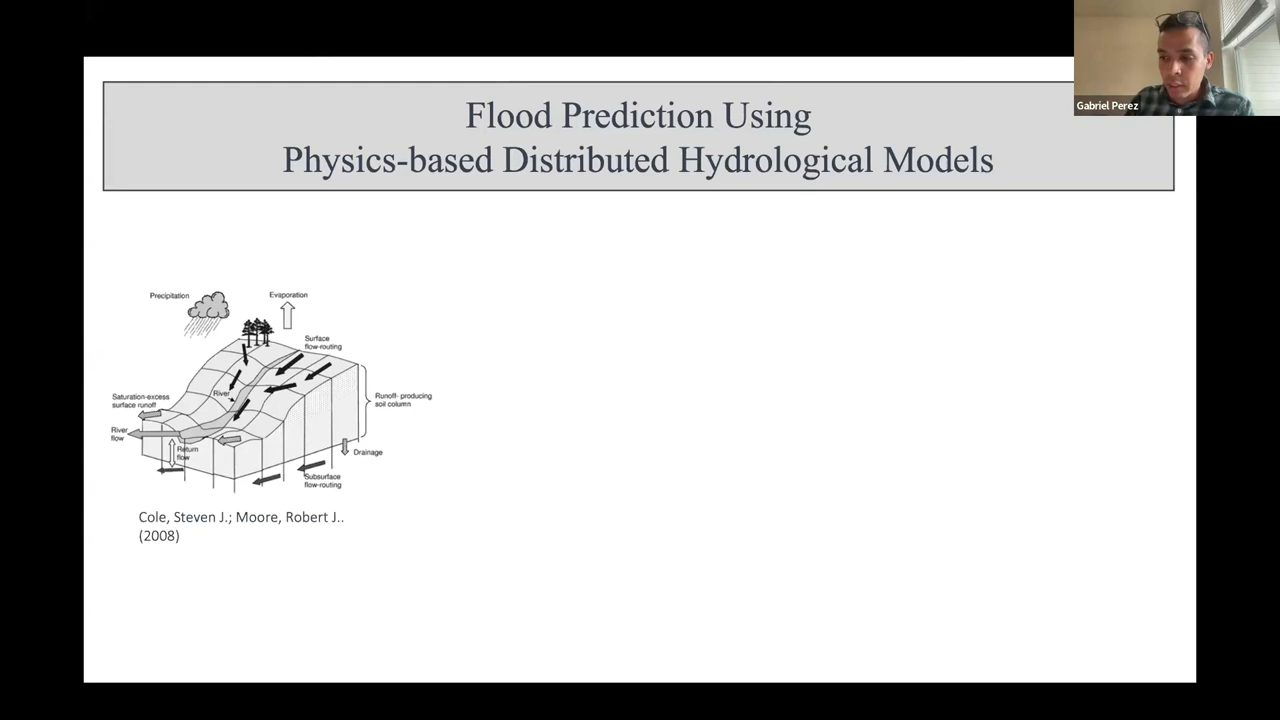 Gabriel Perez
Flood Prediction Using
Physics-based Distributed Hydrological Models
Precipitation
Evaporation
Surface
flow-routing
River
Saturation-excess
surface runoff
Runoff- producing
soil column
River
flow
Return
flow
Drainage
Subsurface
flow-routing
Cole, Steven J.; Moore, Robert J..
(2008)